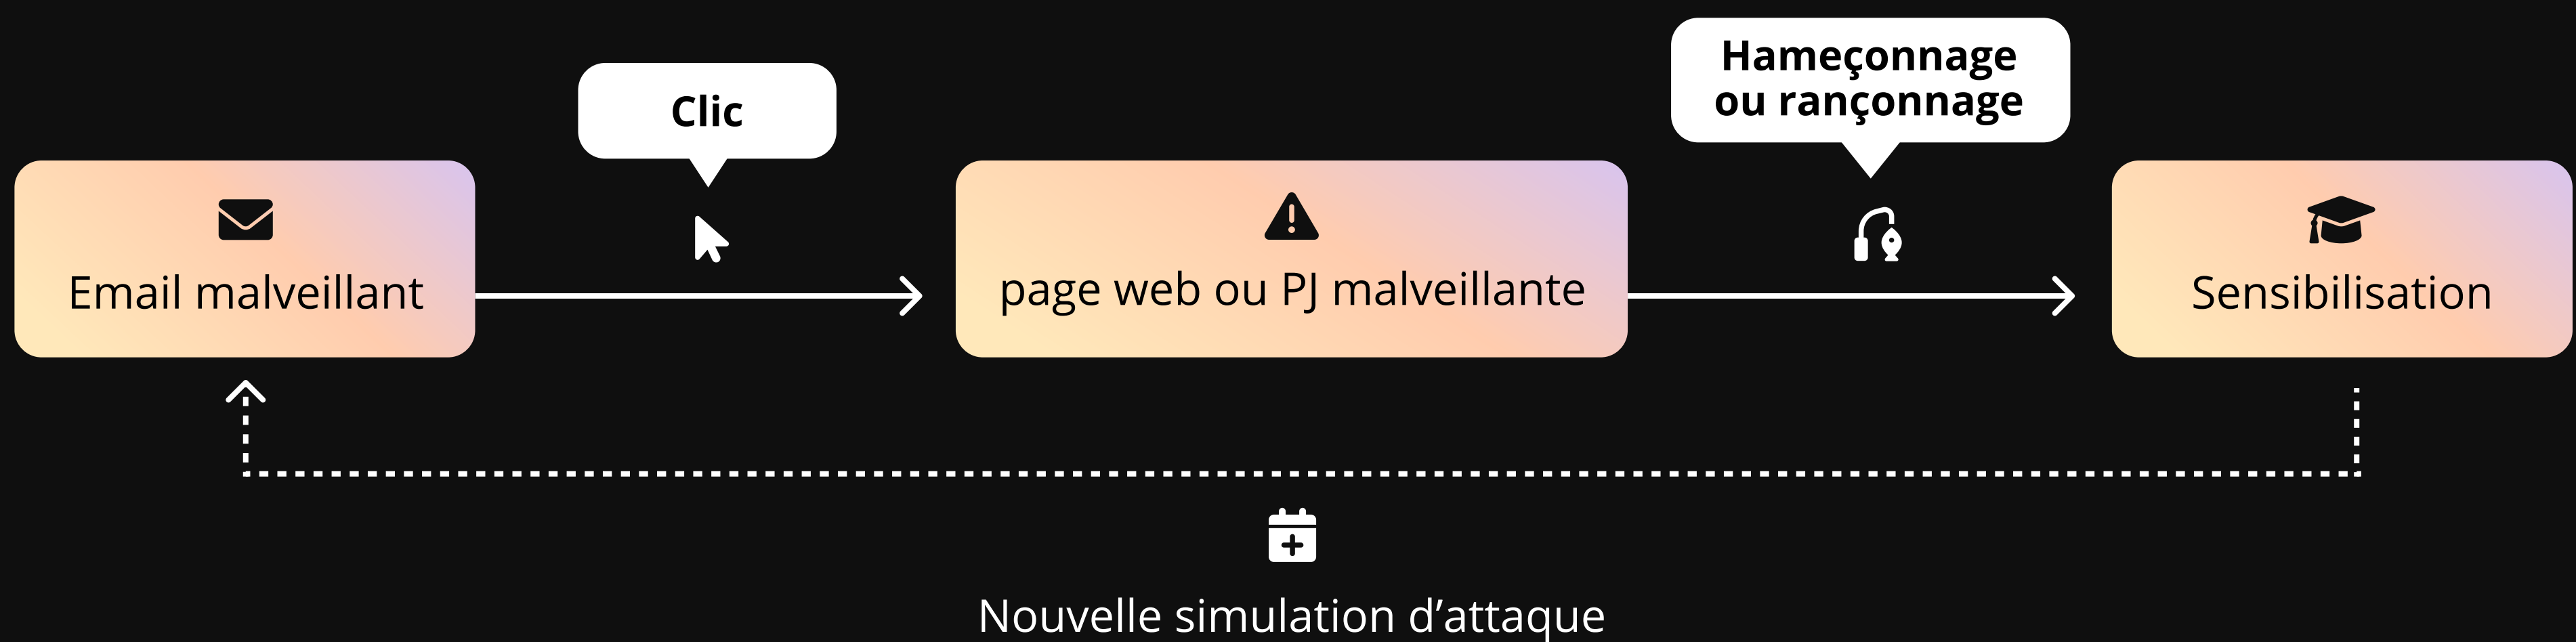 Clic
Hameçonnage
ou rançonnage
Email malveillant
page web ou PJ malveillante
Sensibilisation
Nouvelle simulation d’attaque